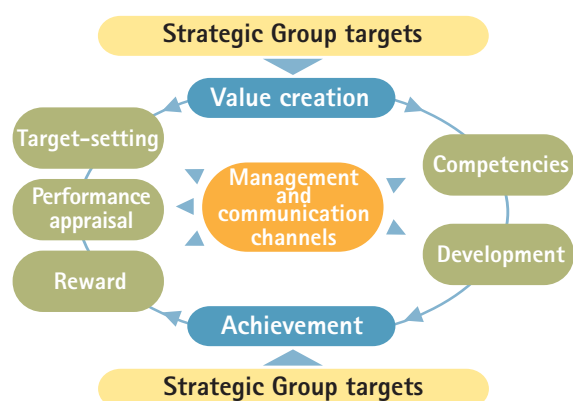 Strategic Group targets
Value creation
Target-setting
Competencies
Management
and
communication
channels
Performance
appraisal
Development
Reward
Achievement
Strategic Group targets